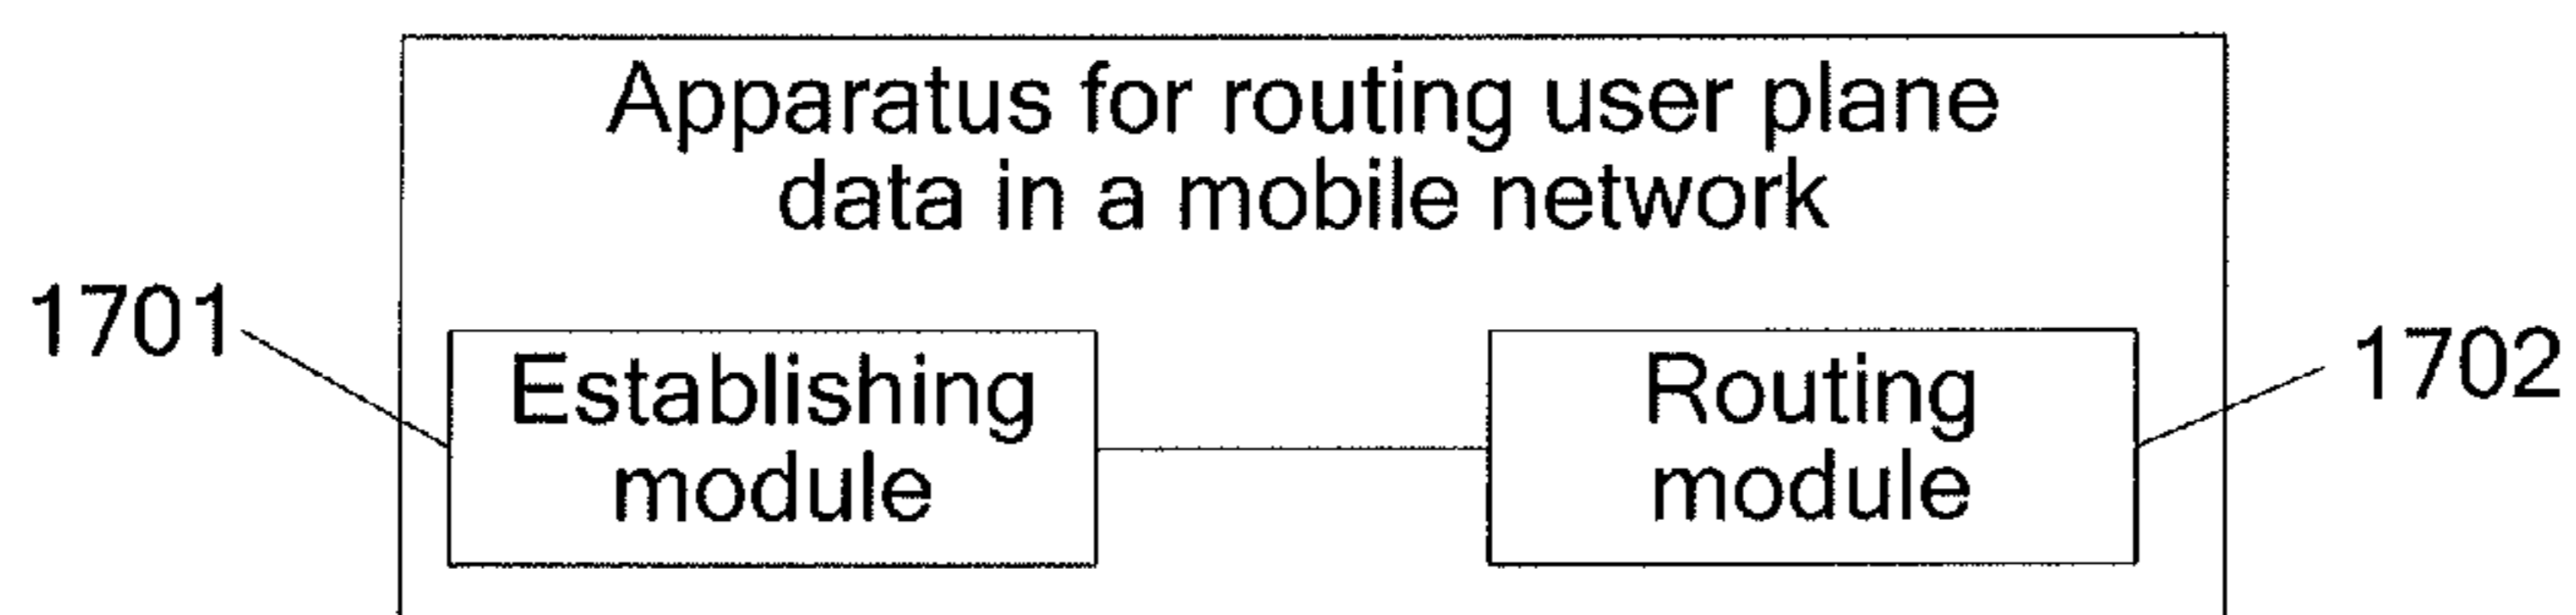 Apparatus for routing user plane
data in a mobile network
1701
Establishing
module
Routing
module
1702